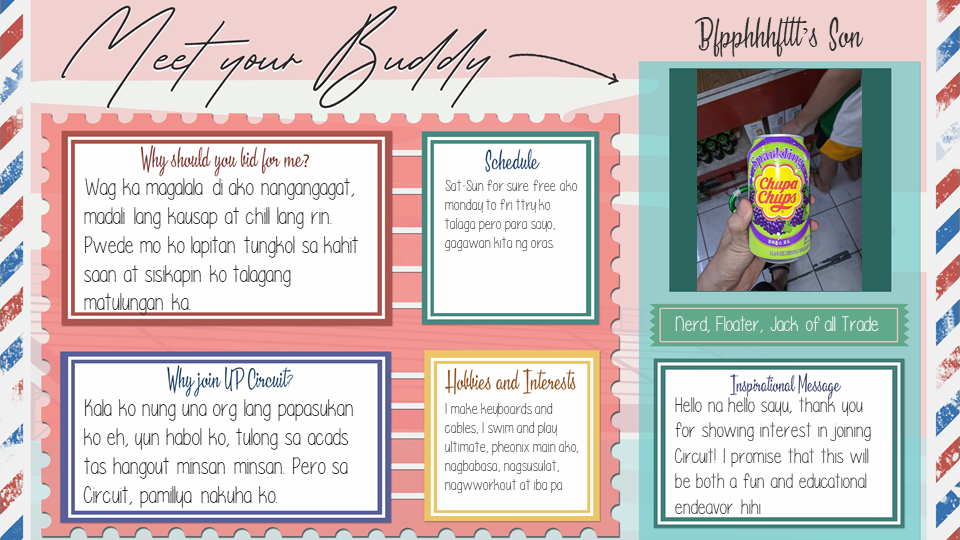 Meet your Buddy
Bfpphhhfttt's Son
Why should you bid for me?
Wag ka magalala di ako nangangagat,
madali lang kausap at chill lang rin.
Pwede mo ko lapitan tungkol sa kahit
saan at sisikapin ko talagang
matulungan ka.
Schedule
Sat-Sun for sure free ako
monday to fri ttry ko
talaga pero para sayo,
gagawan kita ng oras.
Sparkling
Chupa
Chups
Nerd, Floater, Jack of all Trade
Why join UP Circuit?
Kala ko nung una org lang papasukan
ko eh, yun habol ko, tulong sa acads
tas hangout minsan minsan. Pero sa
Circuit, pamillya nakuha ko.
Hobbies and Interests
I make keyboards and
cables, I swim and play
ultimate, pheonix main ako,
nagbabasa, nagsusulat,
nagwworkout at iba pa
Inspirational Message
Hello na hello sayu, thank you
for showing interest in joining
Circuit! I promise that this will
be both a fun and educational
endeavor hihi